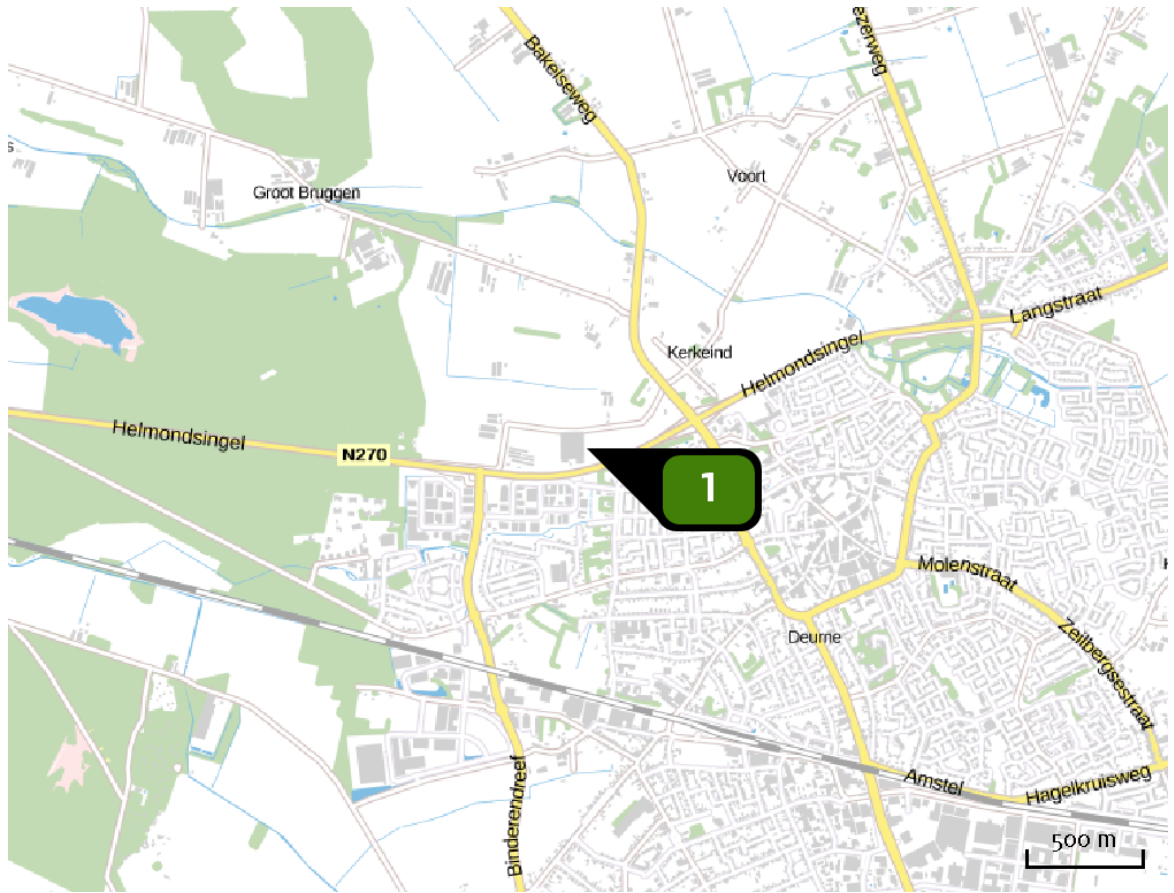 Bakelseweg
ezerweg
Voort
s
Groot Bruggen
Langstraat
Kerkeind
Helmondsingel
Helmondsingel
N270
1
Molenstraat
Zeilbergsestraat
Deurne
Binderendreef
Amstel
Hagelkruisweg
500 m